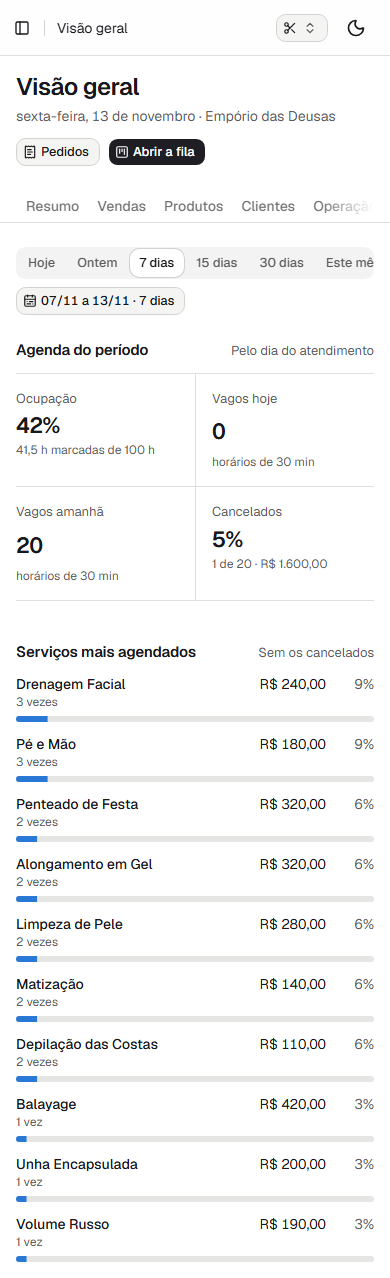 Visão geral
Visão geral
sexta-feira, 13 de novembro · Empório das Deusas
Pedidos
Abrir a fila
Resumo Vendas Produtos Clientes Operaçã
Hoje Ontem 7 dias 15 dias 30 dias Este mê
07/11 a 13/11 · 7 dias
Agenda do período Pelo dia do atendimento
Ocupação
42%
41,5 h marcadas de 100 h
Vagos hoje
0
horários de 30 min
Vagos amanhã
20
horários de 30 min
Cancelados
5%
1 de 20 · R$ 1.600,00
Serviços mais agendados Sem os cancelados
Drenagem Facial R$ 240,00 9%
3 vezes
Pé e Mão R$ 180,00 9%
3 vezes
Penteado de Festa R$ 320,00 6%
2 vezes
Alongamento em Gel R$ 320,00 6%
2 vezes
Limpeza de Pele R$ 280,00 6%
2 vezes
Matização R$ 140,00 6%
2 vezes
Depilação das Costas R$ 110,00 6%
2 vezes
Balayage R$ 420,00 3%
1 vez
Unha Encapsulada R$ 200,00 3%
1 vez
Volume Russo R$ 190,00 3%
1 vez